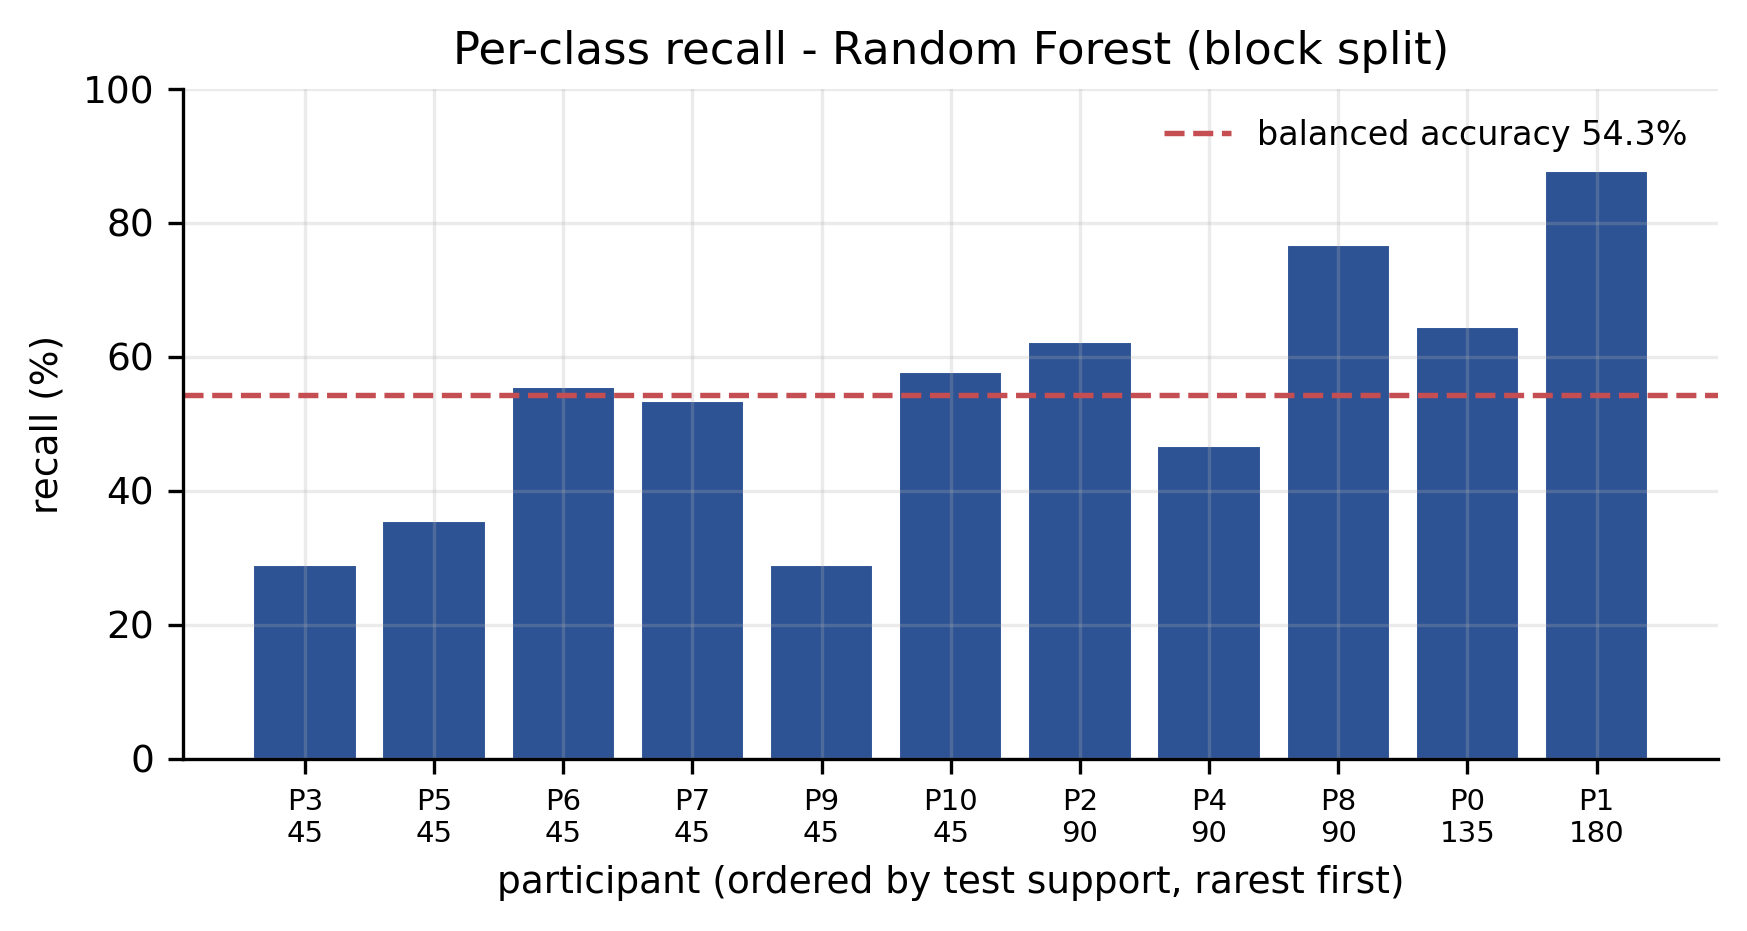 Per-class recall - Random Forest (block split)
balanced accuracy 54.3%
recall (%)
100
80
60
40
20
0
P3 P5 P6 P7 P9 P10 P2 P4 P8 P0 P1
45 45 45 45 45 45 90 90 90 135 180
participant (ordered by test support, rarest first)